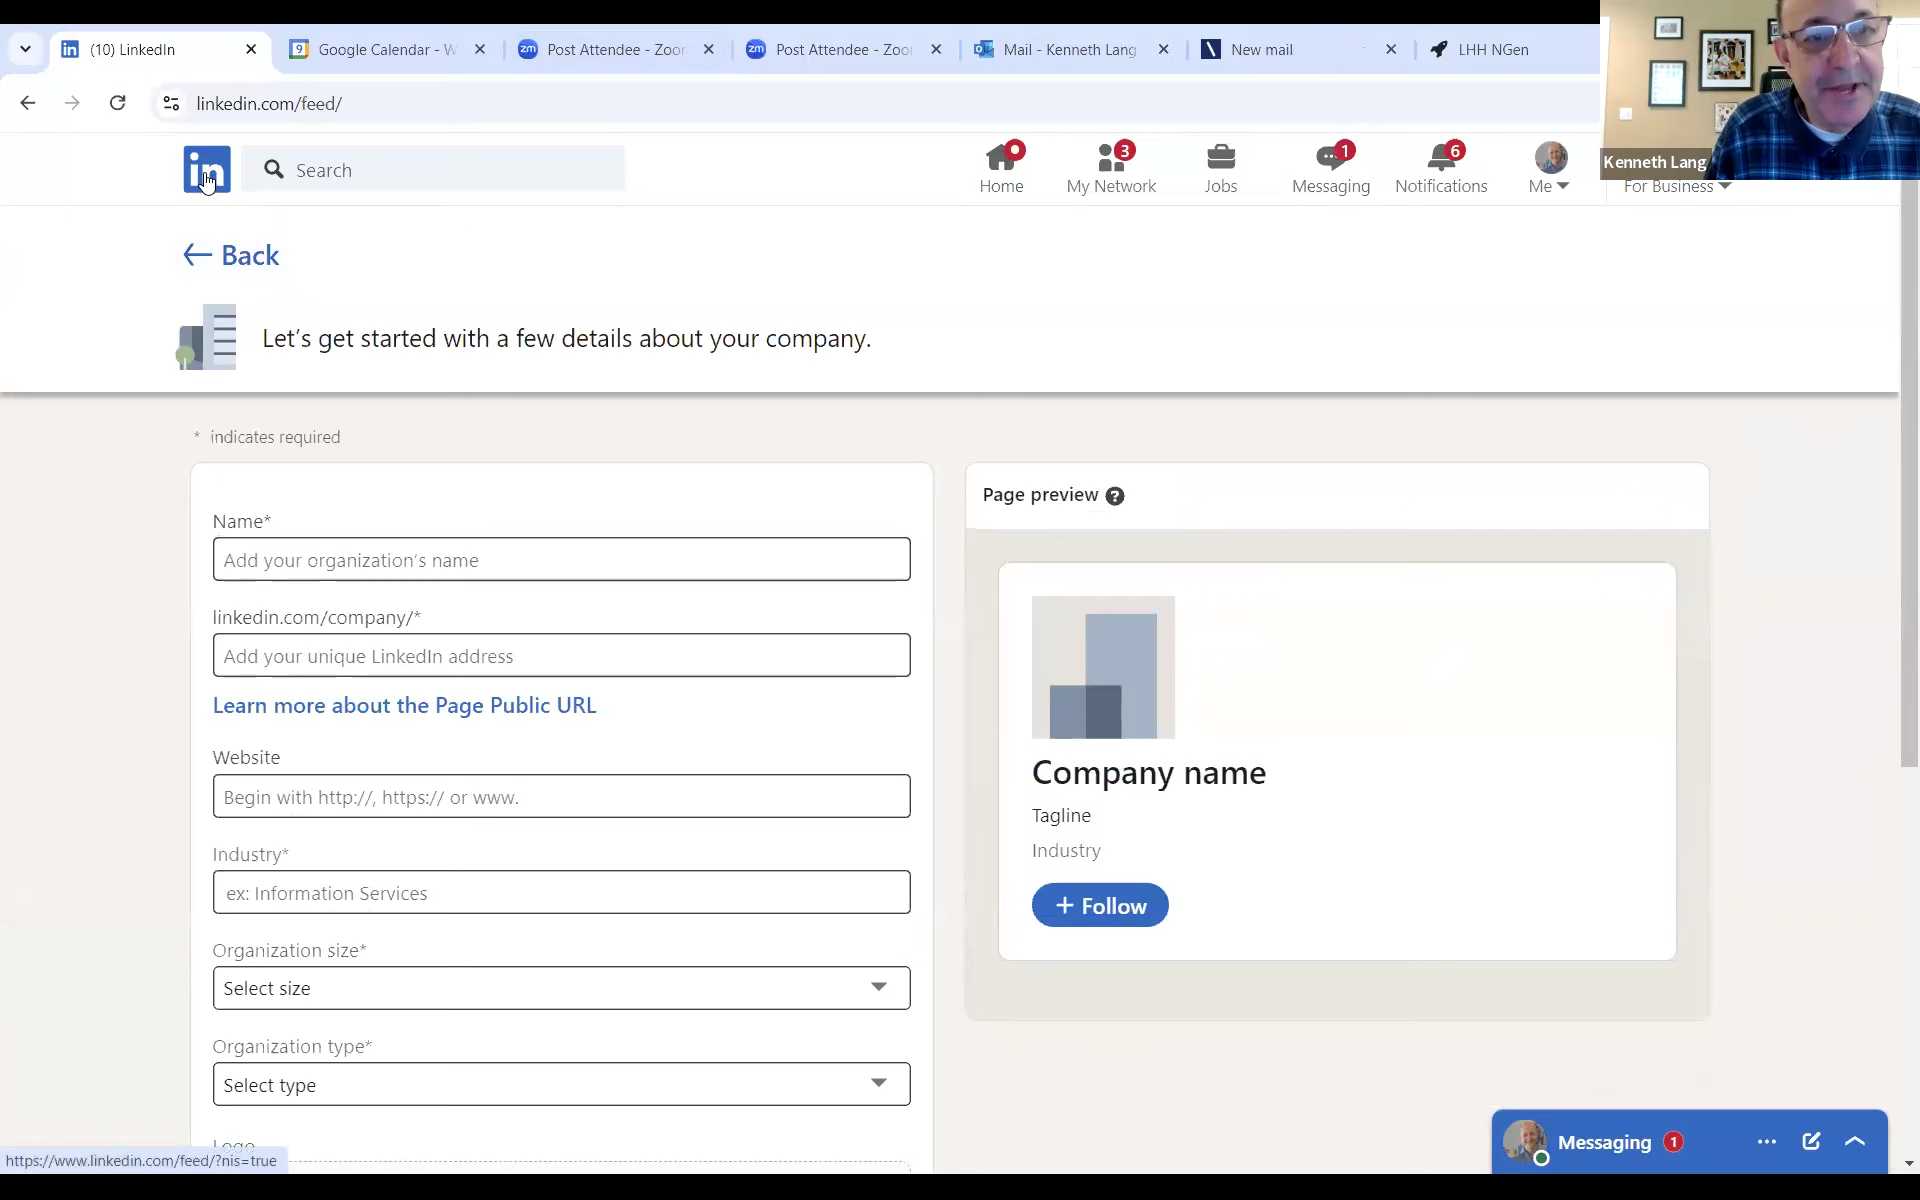 (10) LinkedIn
Google Calendar - W
Post Attendee - Zoo
Post Attendee - Zoo
Mail - Kenneth Lang
New mail
LHH NGen
linkedin.com/feed/
Kenneth Lang
in
Search
Home
3
My Network
Jobs
1
Messaging
6
Notifications
Me
For Business
← Back
Let's get started with a few details about your company.
* indicates required
Name*
Add your organization's name
linkedin.com/company/*
Add your unique LinkedIn address
Learn more about the Page Public URL
Website
Begin with http://, https:// or www.
Industry*
ex: Information Services
Organization size*
Select size
Organization type*
Select type
Logo
Page preview ?
Company name
Tagline
Industry
+ Follow
Messaging 1
https://www.linkedin.com/feed/?nis=true